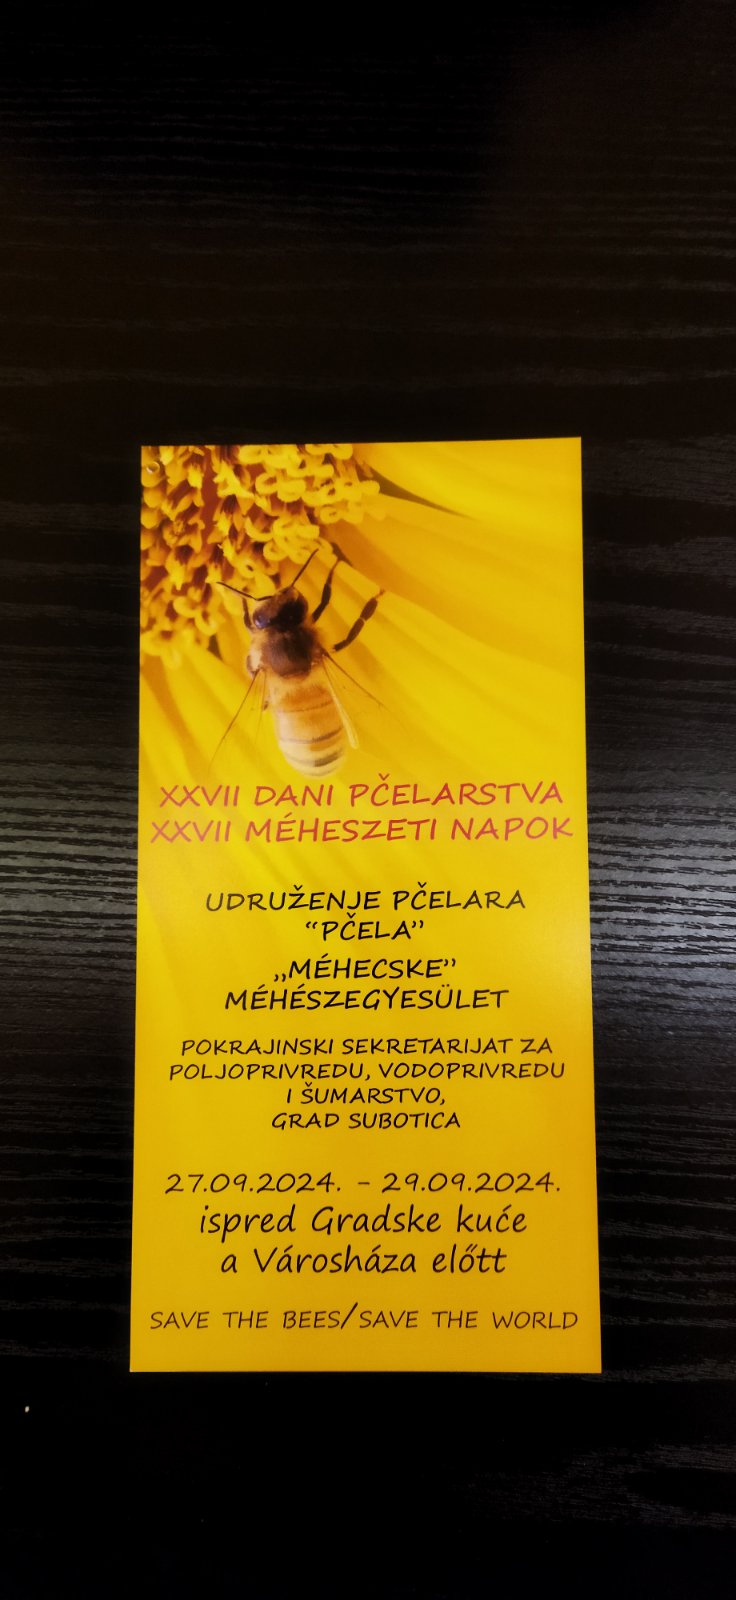 XXVII DANI PČELARSTVA
XXVII MÉHESZETI NAPOK
UDRUŽENJE PČELARA
“PČELA”
„MÉHECSKE”
MÉHÉSZEGYESÜLET
POKRAJINSKI SEKRETARIJAT ZA
POLJOPRIVREDU, VODOPRIVREDU
I ŠUMARSTVO,
GRAD SUBOTICA
27.09.2024. - 29.09.2024.
ispred Gradske kuće
a Városháza előtt
SAVE THE BEES/SAVE THE WORLD